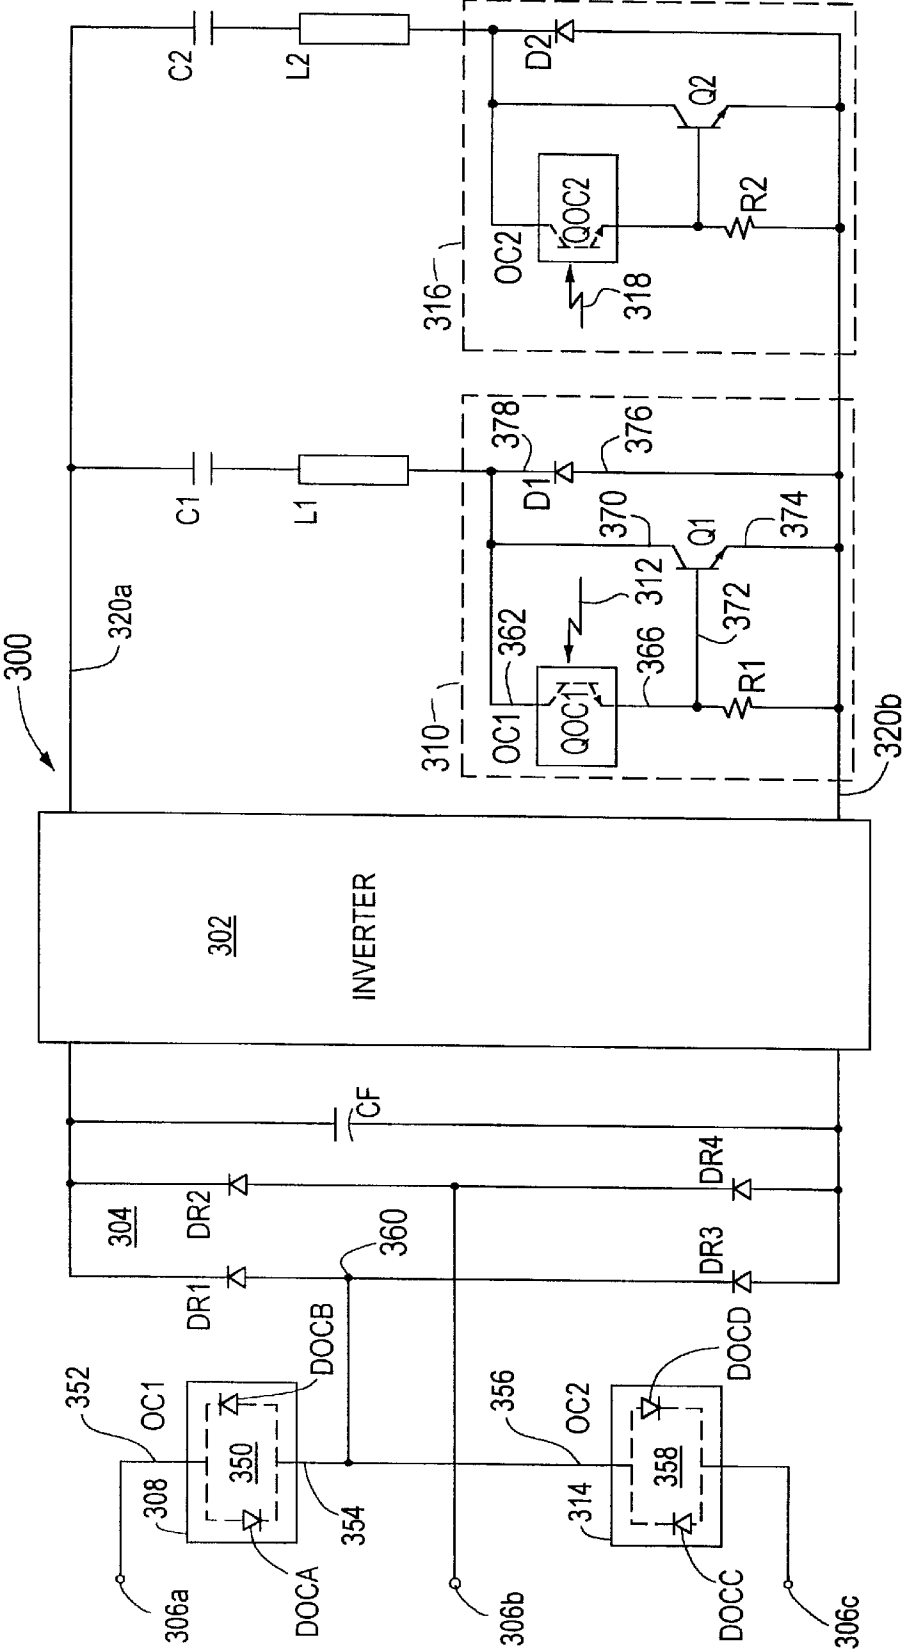 300
C2
L2
D2
Q2
QOC2
OC2
R2
316
318
320a
C1
L1
378
376
D1
370
Q1
374
312
362
372
366
OC1
QOC1
R1
310
320b
302
INVERTER
CF
304
DR2
DR4
360
DR1
DR3
DOCB
DOCD
352
OC1
350
308
354
DOCA
356
OC2
358
314
DOCC
306a
306b
306c